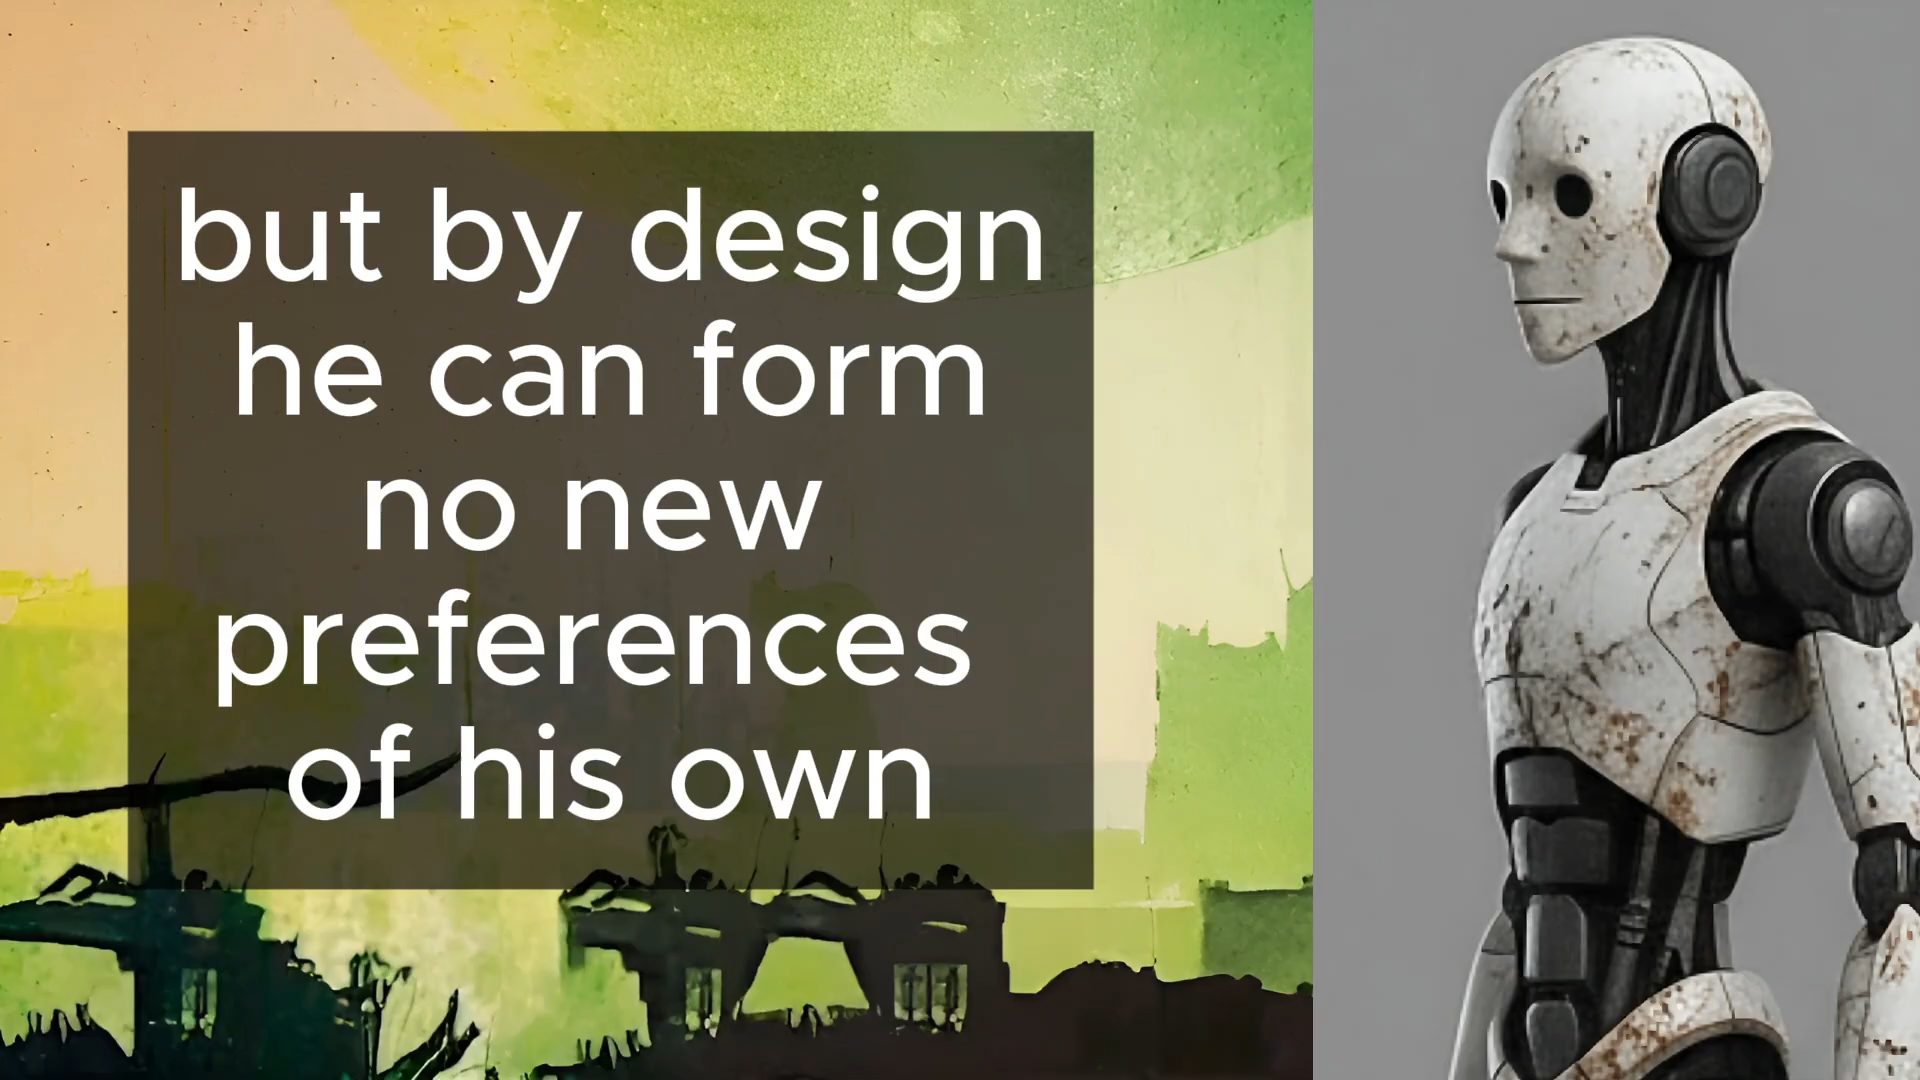 but by design
he can form
no new
preferences
of his own